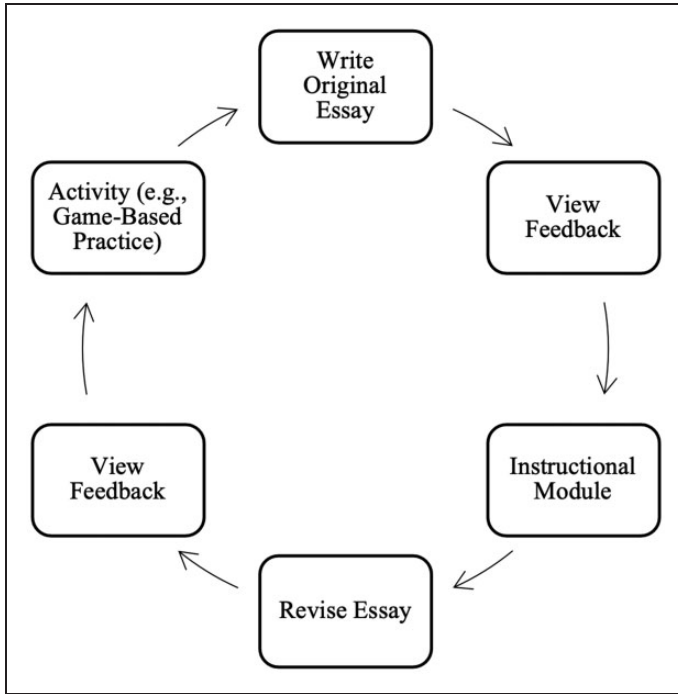 Write
Original
Essay
View
Feedback
Instructional
Module
Revise Essay
View
Feedback
Activity (e.g.,
Game-Based
Practice)